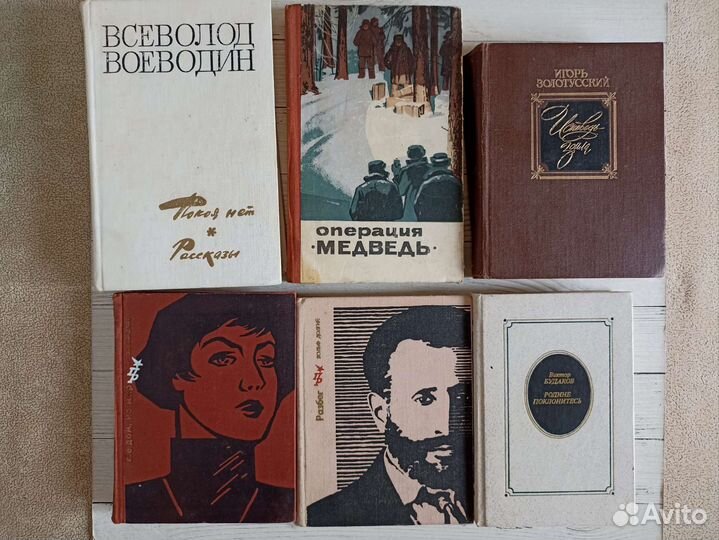 ВСЕВОЛОД
ВОЕВОДИН
Покоя нет
*
Рассказы
операция
·МЕДВЕДЬ·
ИГОРЬ
ЗОЛОТУССКИЙ
Исповедь
Зоила
Разбег
Виктор
БУДАКОВ
РОДИНЕ
ПОКЛОНИТЕСЬ
Avito